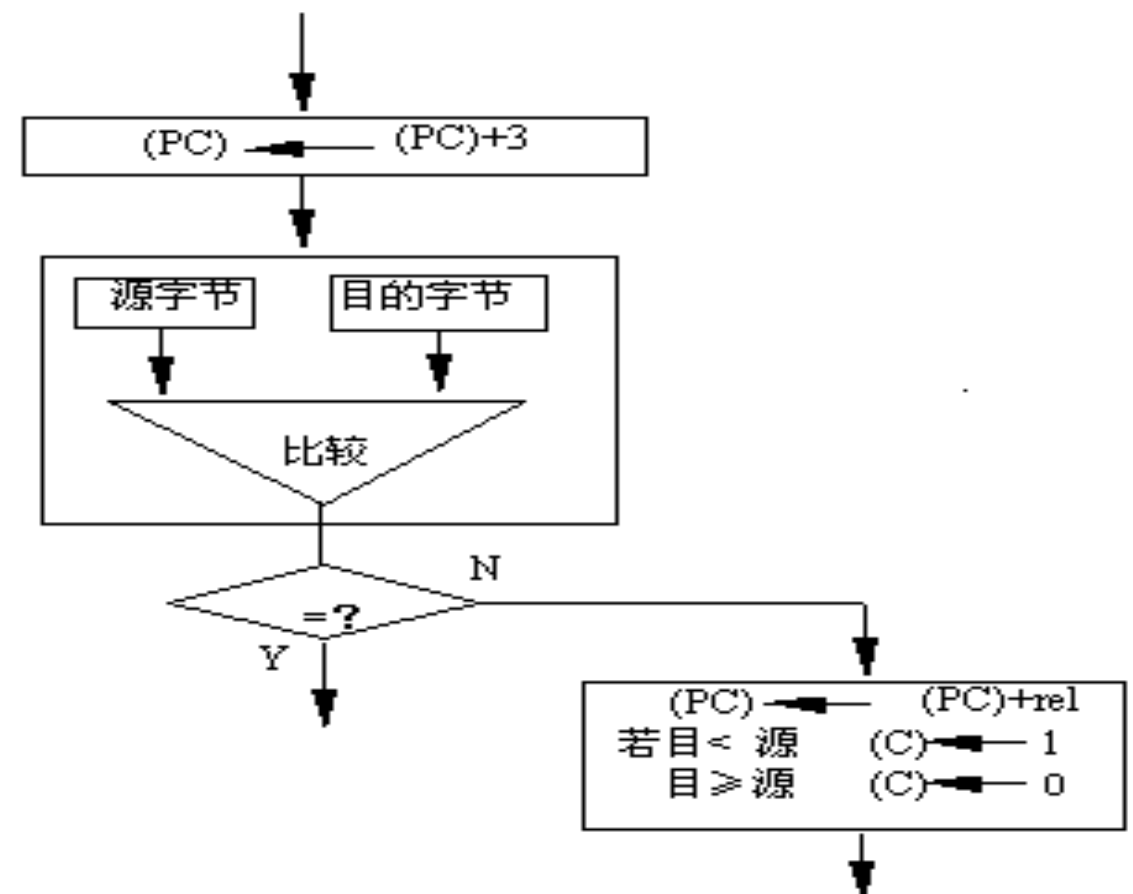 (PC) ← (PC)+3
源字节 目的字节
比较
N
=?
Y
(PC) ← (PC)+rel
若目< 源 (C) ← 1
目≥源 (C) ← 0